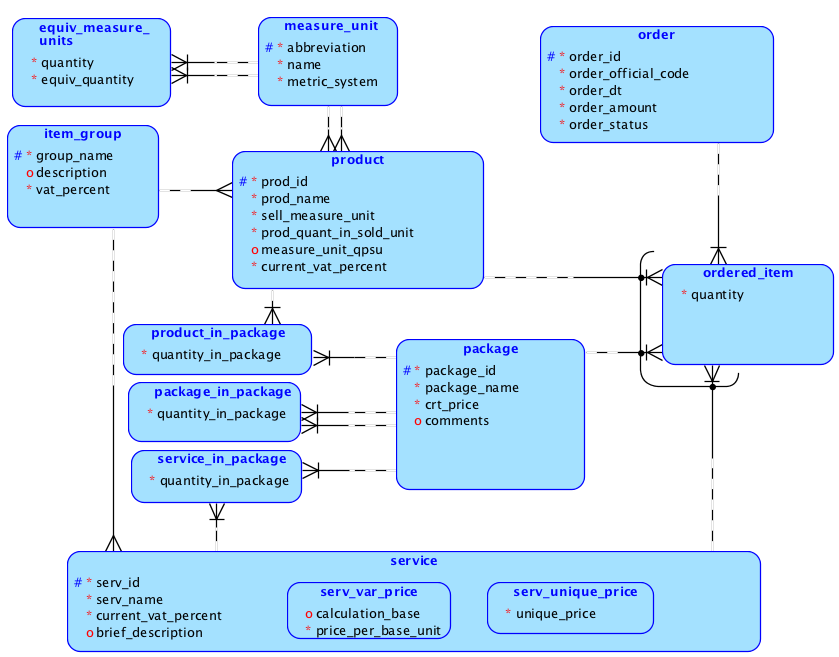 equiv_measure_
units
* quantity
* equiv_quantity
measure_unit
# * abbreviation
* name
* metric_system
order
# * order_id
* order_official_code
* order_dt
* order_amount
* order_status
item_group
# * group_name
o description
* vat_percent
product
# * prod_id
* prod_name
* sell_measure_unit
* prod_quant_in_sold_unit
o measure_unit_qpsu
* current_vat_percent
ordered_item
* quantity
product_in_package
* quantity_in_package
package
# * package_id
* package_name
* crt_price
o comments
package_in_package
* quantity_in_package
service_in_package
* quantity_in_package
service
# * serv_id
* serv_name
* current_vat_percent
o brief_description
serv_var_price
o calculation_base
* price_per_base_unit
serv_unique_price
* unique_price